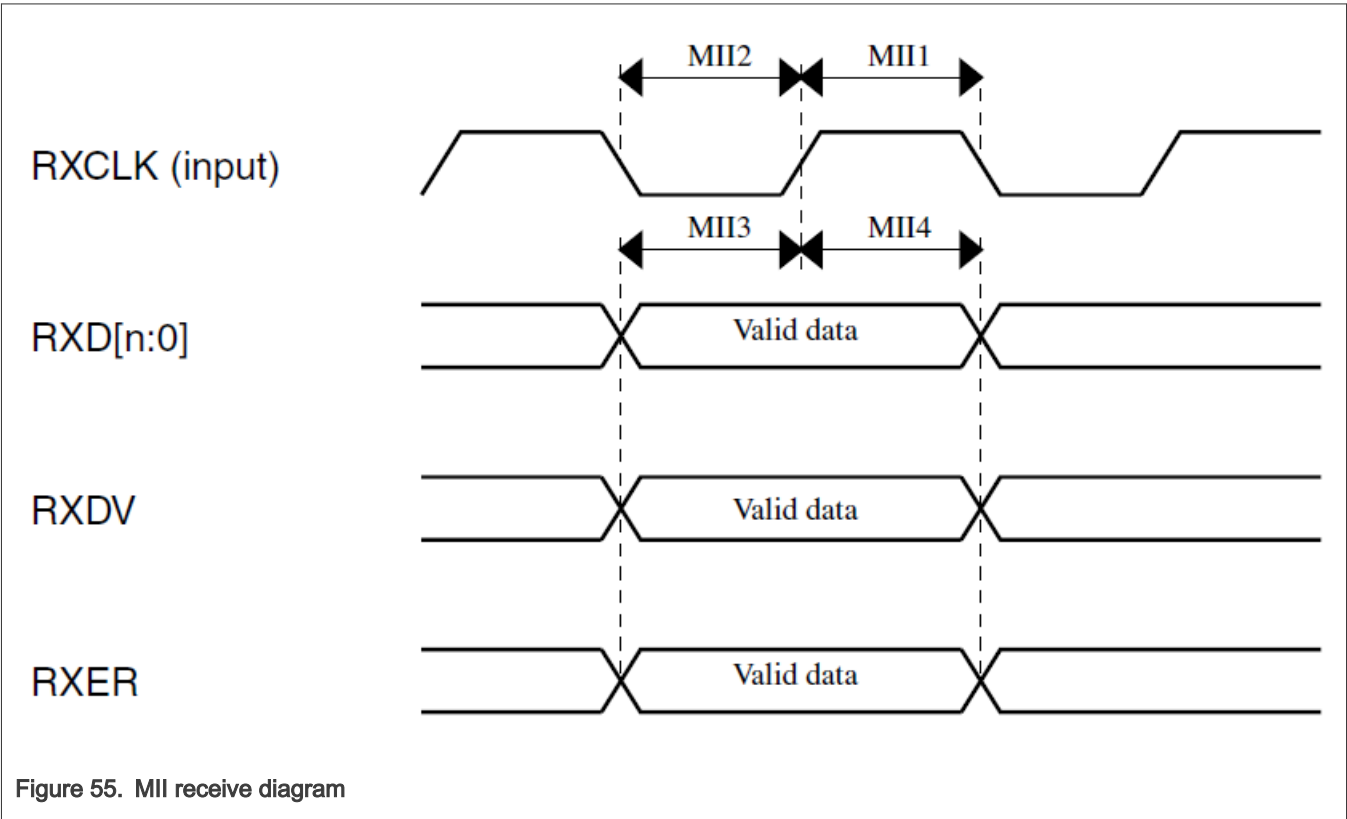 MII2 MII1
RXCLK (input)
MII3 MII4
RXD[n:0] Valid data
RXDV Valid data
RXER Valid data
Figure 55. MII receive diagram